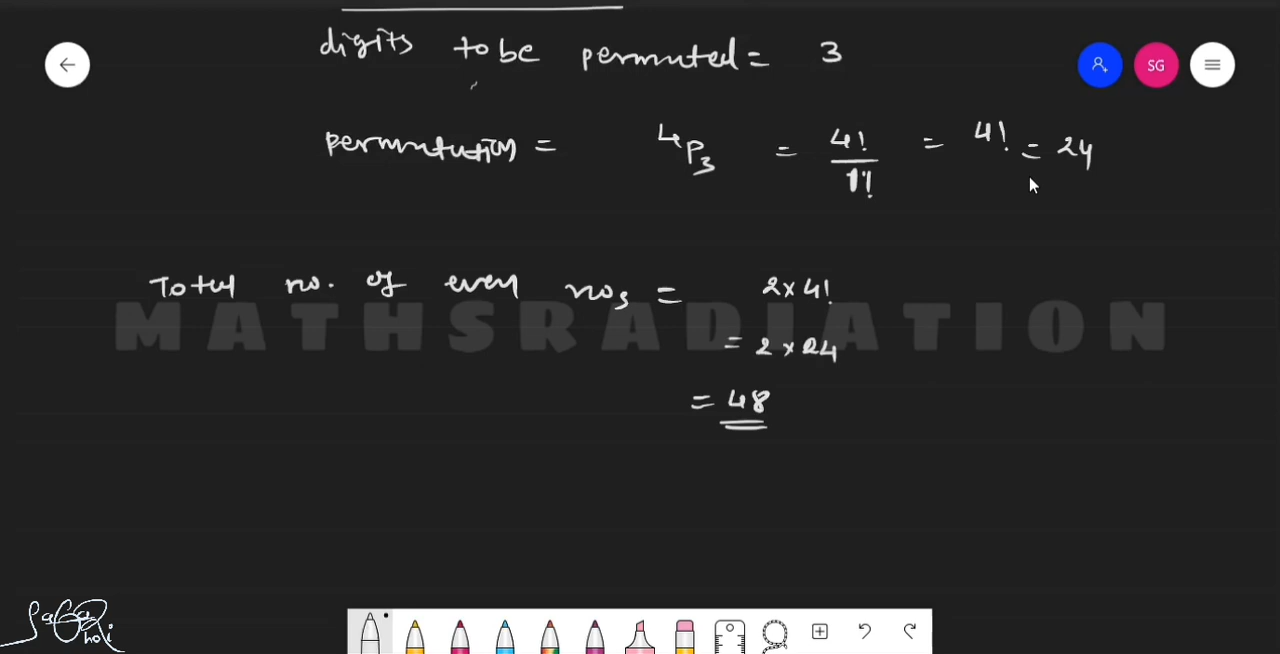 digits to be permuted = 3
SG
permutation = 4P3 = 4!/1! = 4! = 24
Total no. of even nos = 2 × 4!
MATHSRADIATION
= 2 × 24
= 48